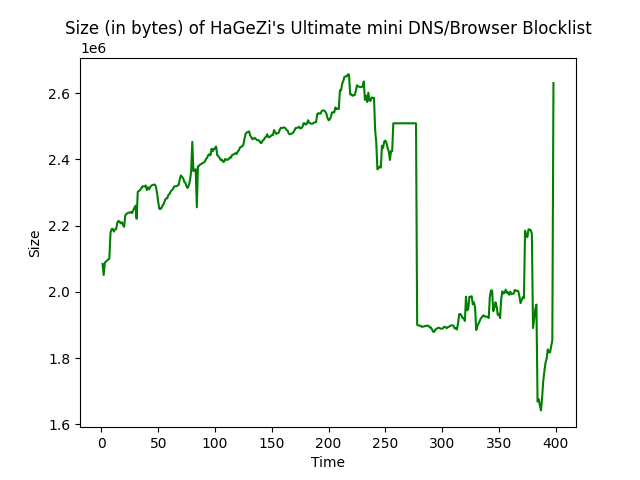 Size (in bytes) of HaGeZi's Ultimate mini DNS/Browser Blocklist
1e6
2.6
2.4
2.2
2.0
1.8
1.6
Size
0 50 100 150 200 250 300 350 400
Time